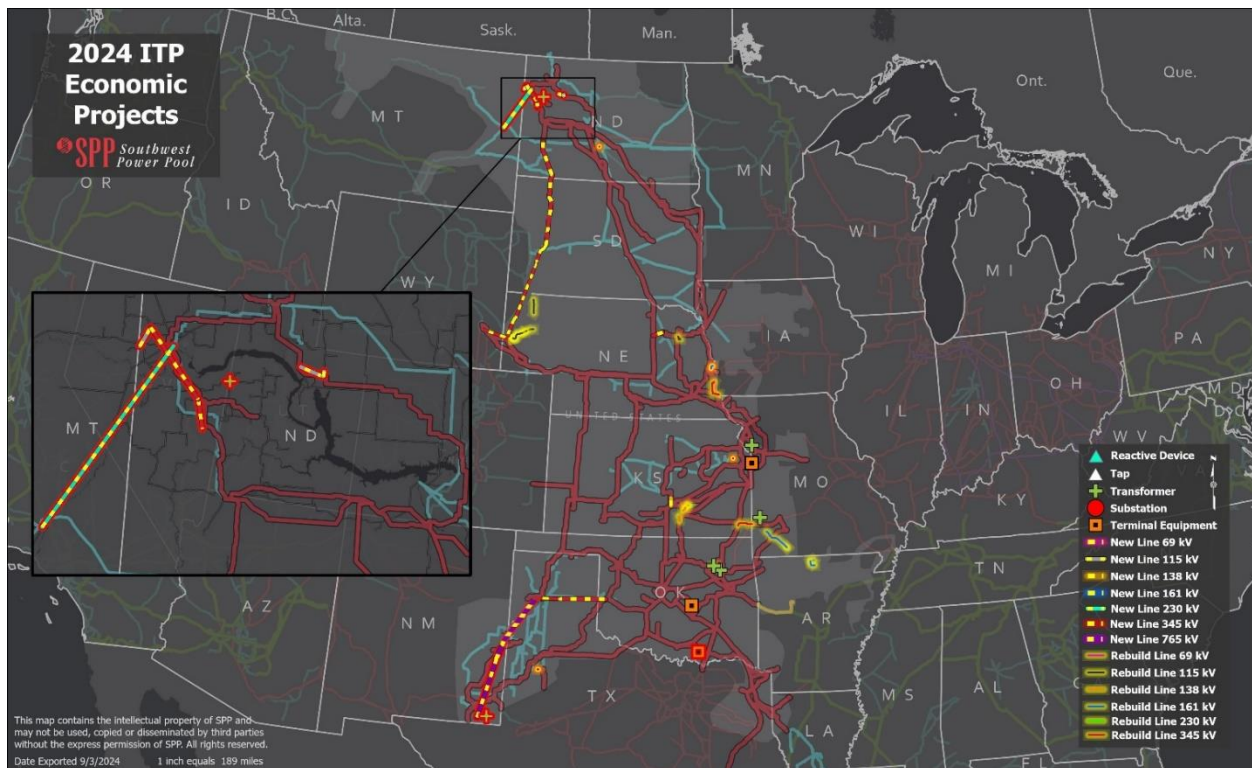 2024 ITP
Economic
Projects
SPP Southwest
Power Pool
B.C.
Alta.
Sask.
Man.
Ont.
Que.
MT
ND
MN
OR
ID
WI
SD
MI
NY
WY
IA
PA
NE
OH
IL
IN
MD
D.C.
WV
VA
UNITED STATES
MT
ND
KS
MO
KY
TN
AZ
NM
OK
AR
MS
AL
TX
LA
FL
Reactive Device
Tap
Transformer
Substation
Terminal Equipment
New Line 69 kV
New Line 115 kV
New Line 138 kV
New Line 161 kV
New Line 230 kV
New Line 345 kV
New Line 765 kV
Rebuild Line 69 kV
Rebuild Line 115 kV
Rebuild Line 138 kV
Rebuild Line 161 kV
Rebuild Line 230 kV
Rebuild Line 345 kV
This map contains the intellectual property of SPP and
may not be used, copied or disseminated by third parties
without the express permission of SPP. All rights reserved.
Date Exported 9/3/2024 1 inch equals 189 miles